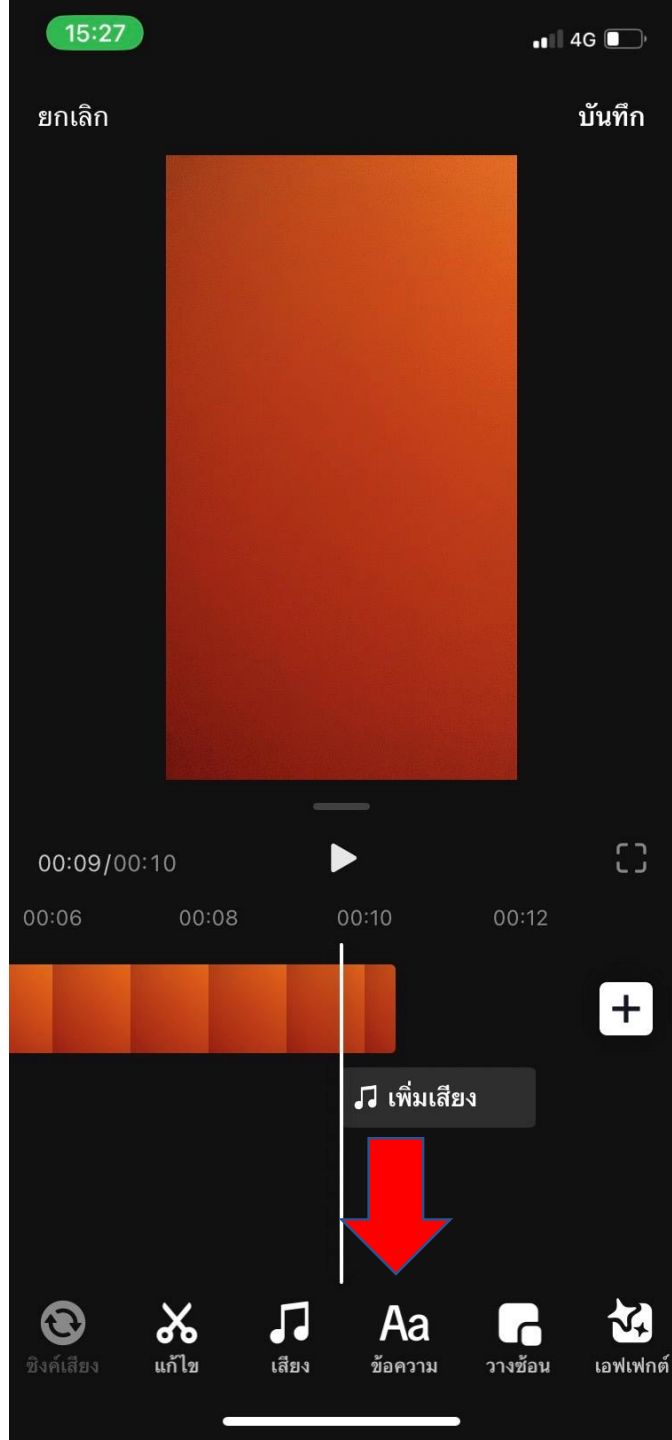 15:27
4G
ยกเลิก บันทึก
00:09/00:10
00:06 00:08 00:10 00:12
เพิ่มเสียง
Aa
ซิงค์เสียง แก้ไข เสียง ข้อความ วางซ้อน เอฟเฟกต์